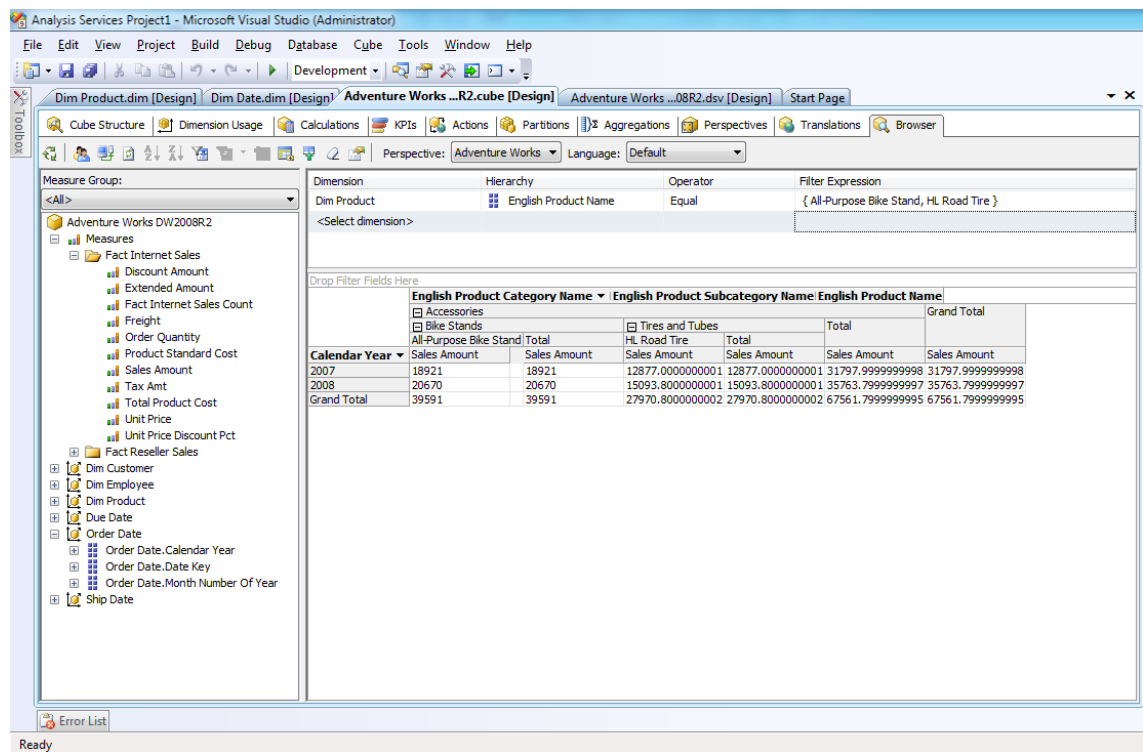 Analysis Services Project1 - Microsoft Visual Studio (Administrator)
File Edit View Project Build Debug Database Cube Tools Window Help
Development
Dim Product.dim [Design] Dim Date.dim [Design] Adventure Works ...R2.cube [Design] Adventure Works ...08R2.dsv [Design] Start Page
Toolbox
Cube Structure Dimension Usage Calculations KPIs Actions Partitions Aggregations Perspectives Translations Browser
Perspective: Adventure Works Language: Default
Measure Group:
<All>
Adventure Works DW2008R2
Measures
Fact Internet Sales
Discount Amount
Extended Amount
Fact Internet Sales Count
Freight
Order Quantity
Product Standard Cost
Sales Amount
Tax Amt
Total Product Cost
Unit Price
Unit Price Discount Pct
Fact Reseller Sales
Dim Customer
Dim Employee
Dim Product
Due Date
Order Date
Order Date.Calendar Year
Order Date.Date Key
Order Date.Month Number Of Year
Ship Date
Dimension Hierarchy Operator Filter Expression
Dim Product English Product Name Equal { All-Purpose Bike Stand, HL Road Tire }
<Select dimension>
Drop Filter Fields Here
English Product Category Name English Product Subcategory Name English Product Name
Accessories Grand Total
Bike Stands Tires and Tubes Total
All-Purpose Bike Stand Total HL Road Tire Total
Calendar Year Sales Amount Sales Amount Sales Amount Sales Amount Sales Amount Sales Amount
2007 18921 18921 12877.0000000001 12877.0000000001 31797.9999999998 31797.9999999998
2008 20670 20670 15093.8000000001 15093.8000000001 35763.7999999997 35763.7999999997
Grand Total 39591 39591 27970.8000000002 27970.8000000002 67561.7999999995 67561.7999999995
Error List
Ready